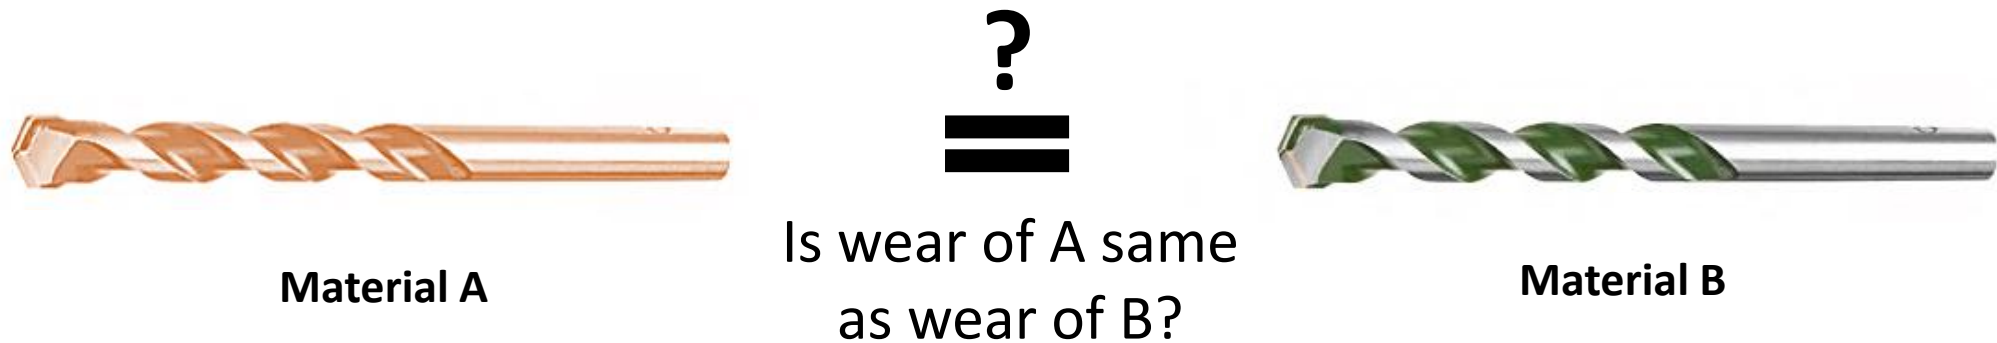 ?
Is wear of A same
as wear of B?
Material A
Material B